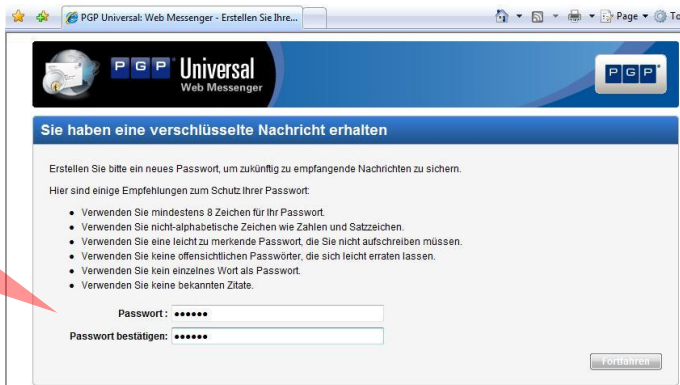 PGP Universal: Web Messenger - Erstellen Sie Ihre...
Page
PGP Universal
Web Messenger
PGP
Sie haben eine verschlüsselte Nachricht erhalten
Erstellen Sie bitte ein neues Passwort, um zukünftig zu empfangende Nachrichten zu sichern.
Hier sind einige Empfehlungen zum Schutz Ihrer Passwort:
• Verwenden Sie mindestens 8 Zeichen für Ihr Passwort.
• Verwenden Sie nicht-alphabetische Zeichen wie Zahlen und Satzzeichen.
• Verwenden Sie eine leicht zu merkende Passwort, die Sie nicht aufschreiben müssen.
• Verwenden Sie keine offensichtlichen Passwörter, die sich leicht erraten lassen.
• Verwenden Sie kein einzelnes Wort als Passwort.
• Verwenden Sie keine bekannten Zitate.
Passwort : ••••••
Passwort bestätigen: ••••••
Fortfahren